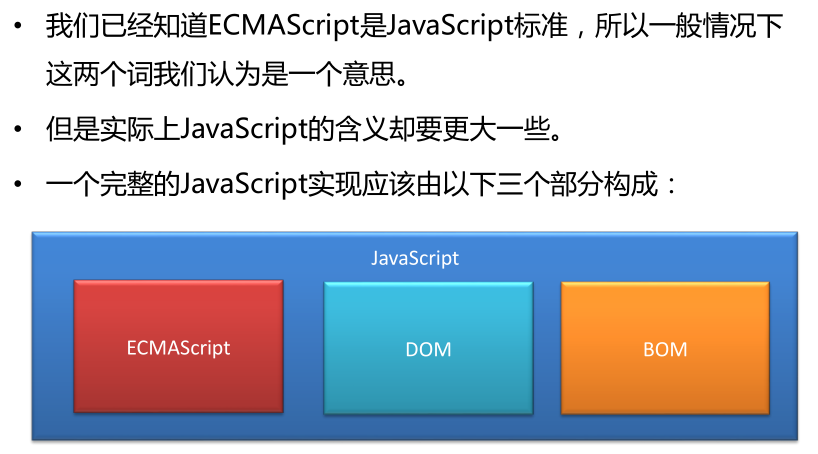 • 我们已经知道ECMAScript是JavaScript标准，所以一般情况下
这两个词我们认为是一个意思。
• 但是实际上JavaScript的含义却要更大一些。
• 一个完整的JavaScript实现应该由以下三个部分构成：
JavaScript
ECMAScript
DOM
BOM